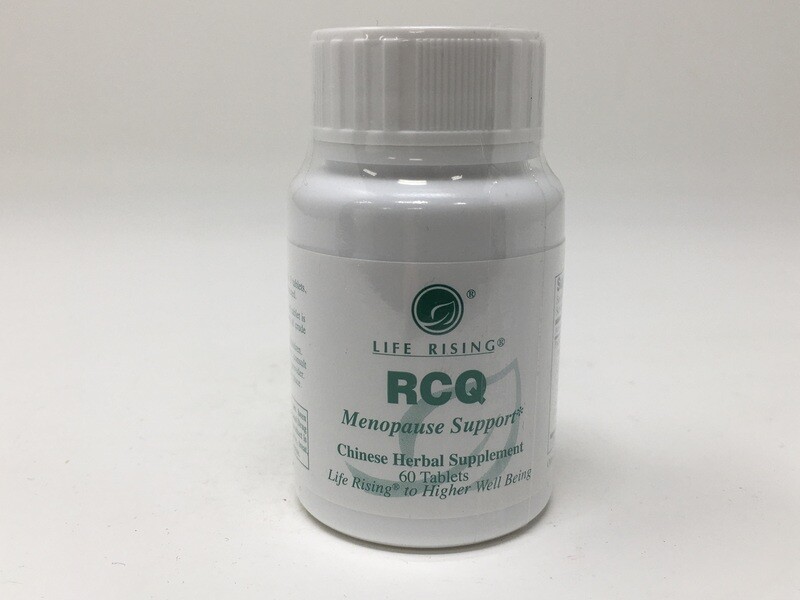 ®
LIFE RISING®
RCQ
Menopause Support*
Chinese Herbal Supplement
60 Tablets
Life Rising® to Higher Well Being